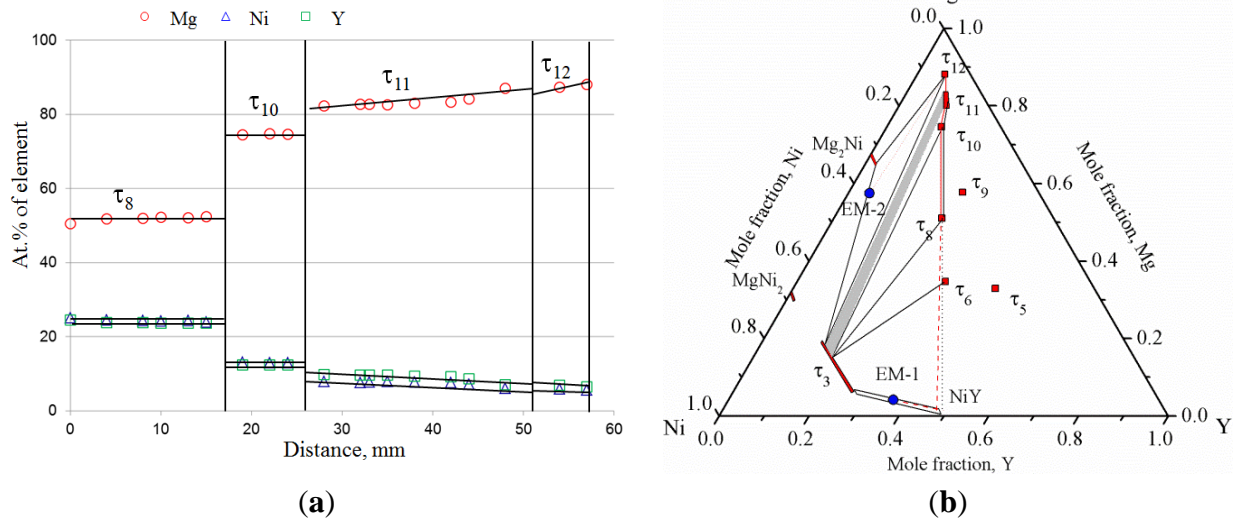 Mg Ni Y
100
80
60
40
20
0
At.% of element
τ8
τ10
τ11
τ12
0 10 20 30 40 50 60
Distance, mm
(a)
0.0 1.0
τ12
0.2 0.8
τ11
τ10
Mg2Ni
0.4 0.6
τ9
EM-2
τ8
0.6 0.4
MgNi2
τ6 τ5
0.8 0.2
τ3
EM-1
NiY
1.0 0.0
Ni Y
0.0 0.2 0.4 0.6 0.8 1.0
Mole fraction, Ni
Mole fraction, Mg
Mole fraction, Y
(b)